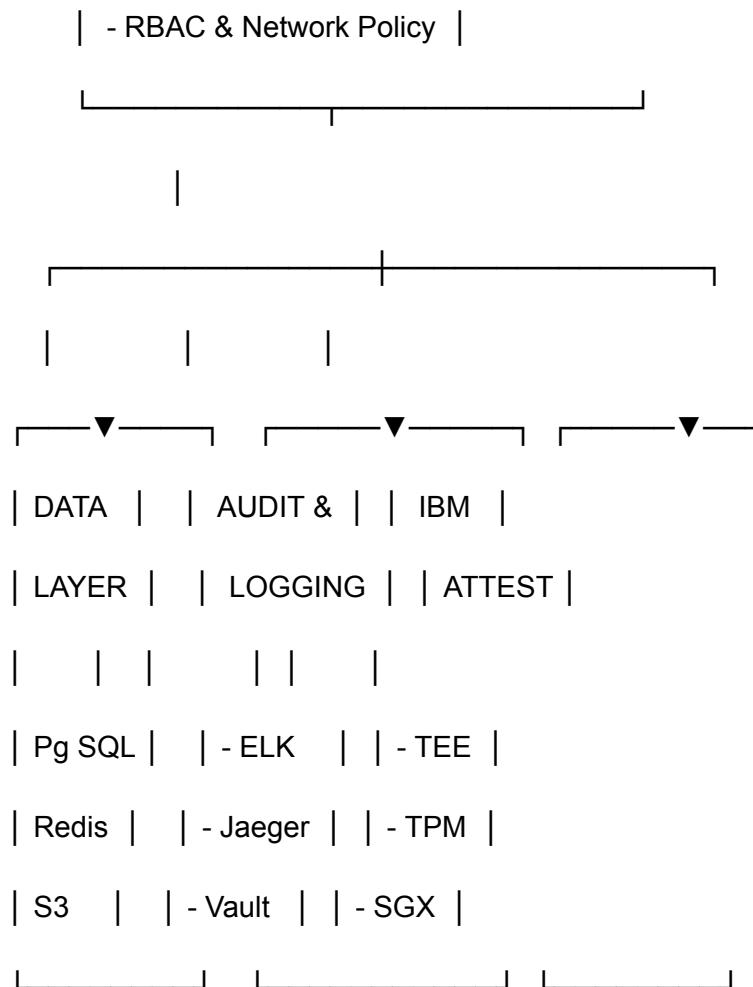 │ - RBAC & Network Policy │
└───────┬──────────┘
│
┌──────────┼──────────┐
│ │ │
┌───▼────┐ ┌─────▼─────┐ ┌─────▼──
│ DATA │ │ AUDIT & │ │ IBM │
│ LAYER │ │ LOGGING │ │ ATTEST │
│ │ │ │ │ │
│ Pg SQL │ │ - ELK │ │ - TEE │
│ Redis │ │ - Jaeger │ │ - TPM │
│ S3 │ │ - Vault │ │ - SGX │
└────────┘ └──────────┘ └────────┘